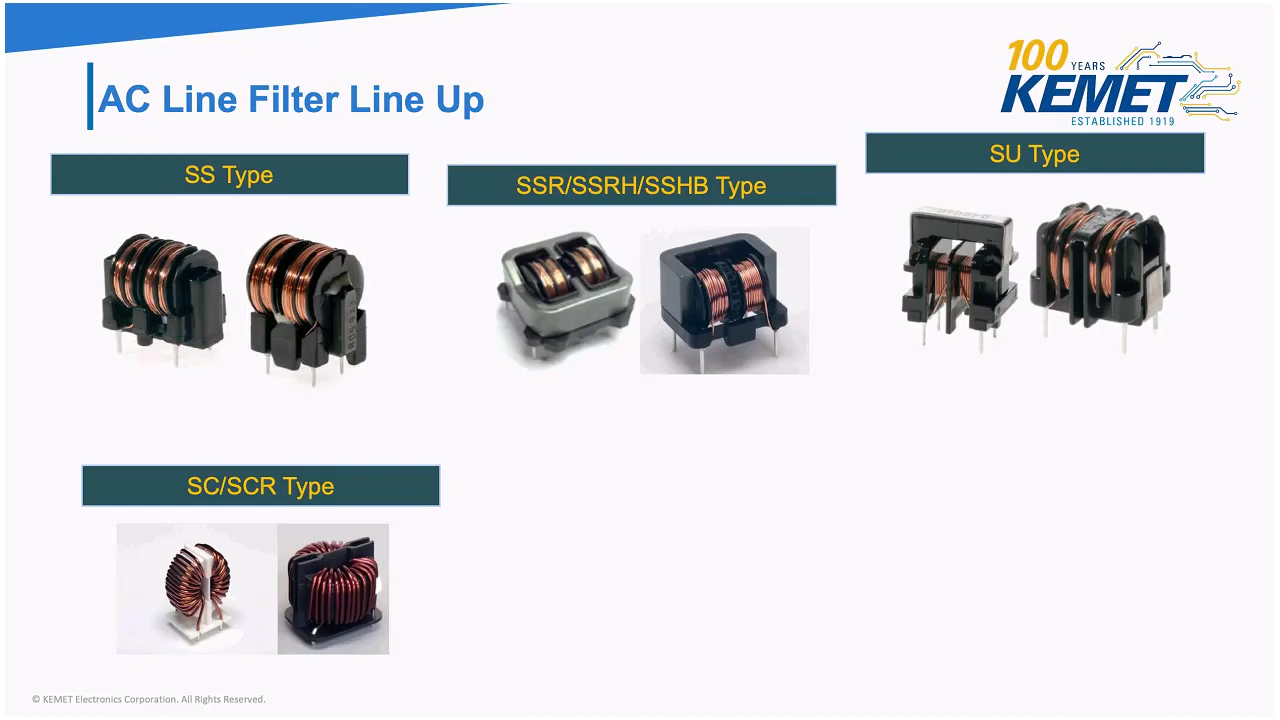 100 YEARS
KEMET
ESTABLISHED 1919
AC Line Filter Line Up
SS Type
SSR/SSRH/SSHB Type
SU Type
SC/SCR Type
© KEMET Electronics Corporation. All Rights Reserved.